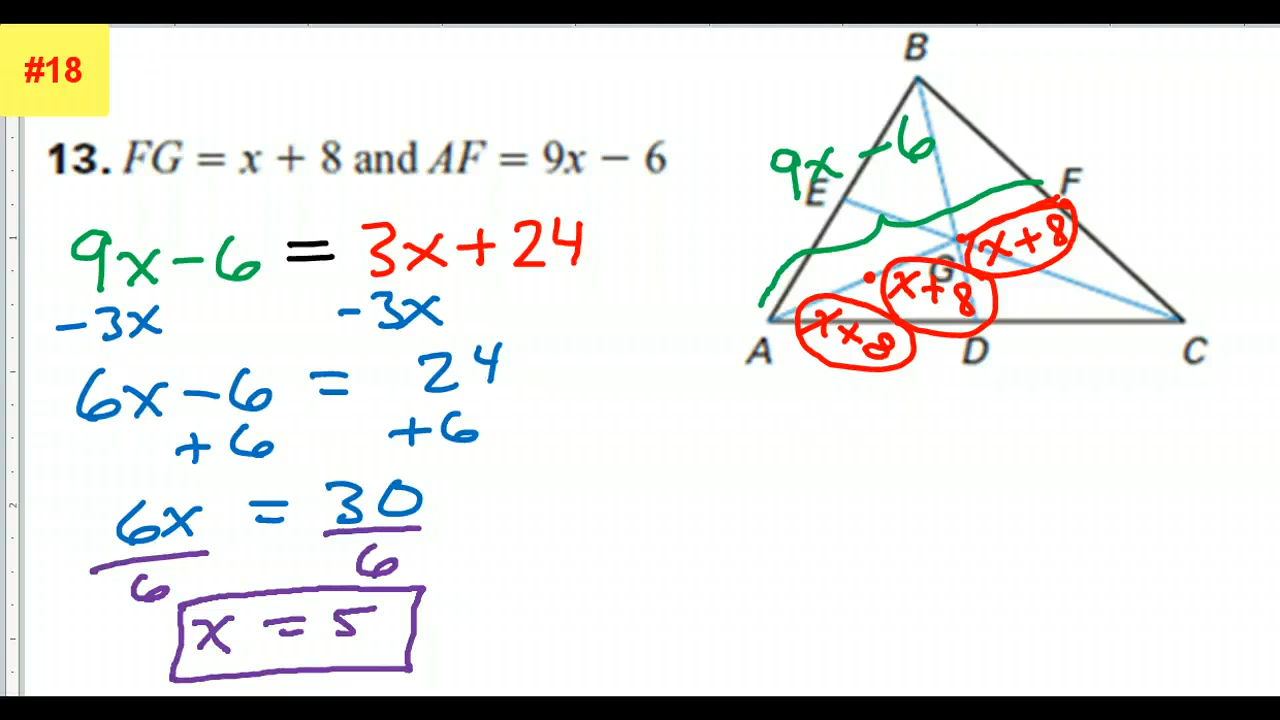 #18
13. FG = x + 8 and AF = 9x − 6
9x − 6 = 3x + 24
−3x −3x
6x − 6 = 24
+6 +6
6x = 30
6 6
x = 5
B
9x − 6
E
F
x + 8
G
x + 8
x + 8
A
D
C